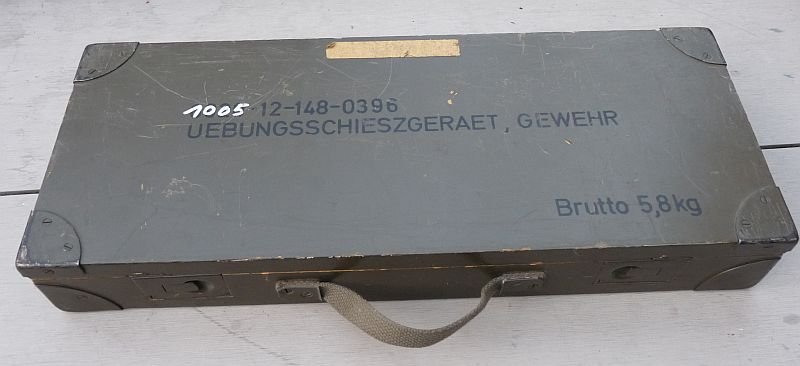 1005-12-148-0396
UEBUNGSSCHIESZGERAET, GEWEHR
Brutto 5,8kg